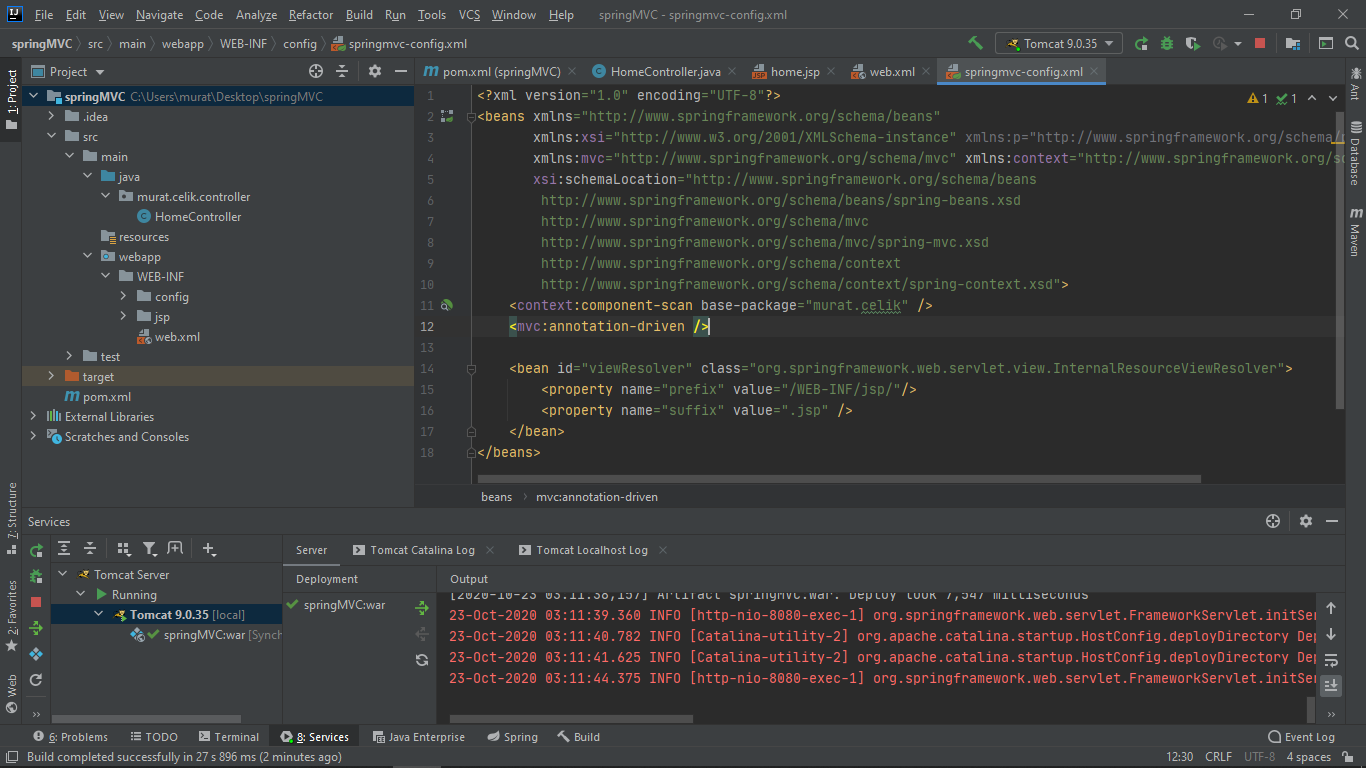 File Edit View Navigate Code Analyze Refactor Build Run Tools VCS Window Help springMVC - springmvc-config.xml
springMVC src main webapp WEB-INF config springmvc-config.xml
Tomcat 9.0.35
1: Project
Project
springMVC C:\Users\murat\Desktop\springMVC
.idea
src
main
java
murat.celik.controller
HomeController
resources
webapp
WEB-INF
config
jsp
web.xml
test
target
pom.xml
External Libraries
Scratches and Consoles
pom.xml (springMVC) HomeController.java home.jsp web.xml springmvc-config.xml
1 1
1 <?xml version="1.0" encoding="UTF-8"?>
2 <beans xmlns="http://www.springframework.org/schema/beans"
3 xmlns:xsi="http://www.w3.org/2001/XMLSchema-instance" xmlns:p="http://www.springframework.org/schema/
4 xmlns:mvc="http://www.springframework.org/schema/mvc" xmlns:context="http://www.springframework.org/
5 xsi:schemaLocation="http://www.springframework.org/schema/beans
6 http://www.springframework.org/schema/beans/spring-beans.xsd
7 http://www.springframework.org/schema/mvc
8 http://www.springframework.org/schema/mvc/spring-mvc.xsd
9 http://www.springframework.org/schema/context
10 http://www.springframework.org/schema/context/spring-context.xsd">
11 <context:component-scan base-package="murat.celik" />
12 <mvc:annotation-driven />
13
14 <bean id="viewResolver" class="org.springframework.web.servlet.view.InternalResourceViewResolver">
15 <property name="prefix" value="/WEB-INF/jsp/"/>
16 <property name="suffix" value=".jsp" />
17 </bean>
18 </beans>
beans mvc:annotation-driven
Ant
Database
Maven
7: Structure
2: Favorites
Web
Services
Tomcat Server
Running
Tomcat 9.0.35 [local]
springMVC:war [Synch
Server Tomcat Catalina Log Tomcat Localhost Log
Deployment Output
springMVC:war
[2020-10-23 03:11:38,157] Artifact springMVC:war: Deploy took 7,547 milliseconds
23-Oct-2020 03:11:39.360 INFO [http-nio-8080-exec-1] org.springframework.web.servlet.FrameworkServlet.initSer
23-Oct-2020 03:11:40.782 INFO [Catalina-utility-2] org.apache.catalina.startup.HostConfig.deployDirectory Dep
23-Oct-2020 03:11:41.625 INFO [Catalina-utility-2] org.apache.catalina.startup.HostConfig.deployDirectory Dep
23-Oct-2020 03:11:44.375 INFO [http-nio-8080-exec-1] org.springframework.web.servlet.FrameworkServlet.initSer
6: Problems TODO Terminal 8: Services Java Enterprise Spring Build Event Log
Build completed successfully in 27 s 896 ms (2 minutes ago) 12:30 CRLF UTF-8 4 spaces